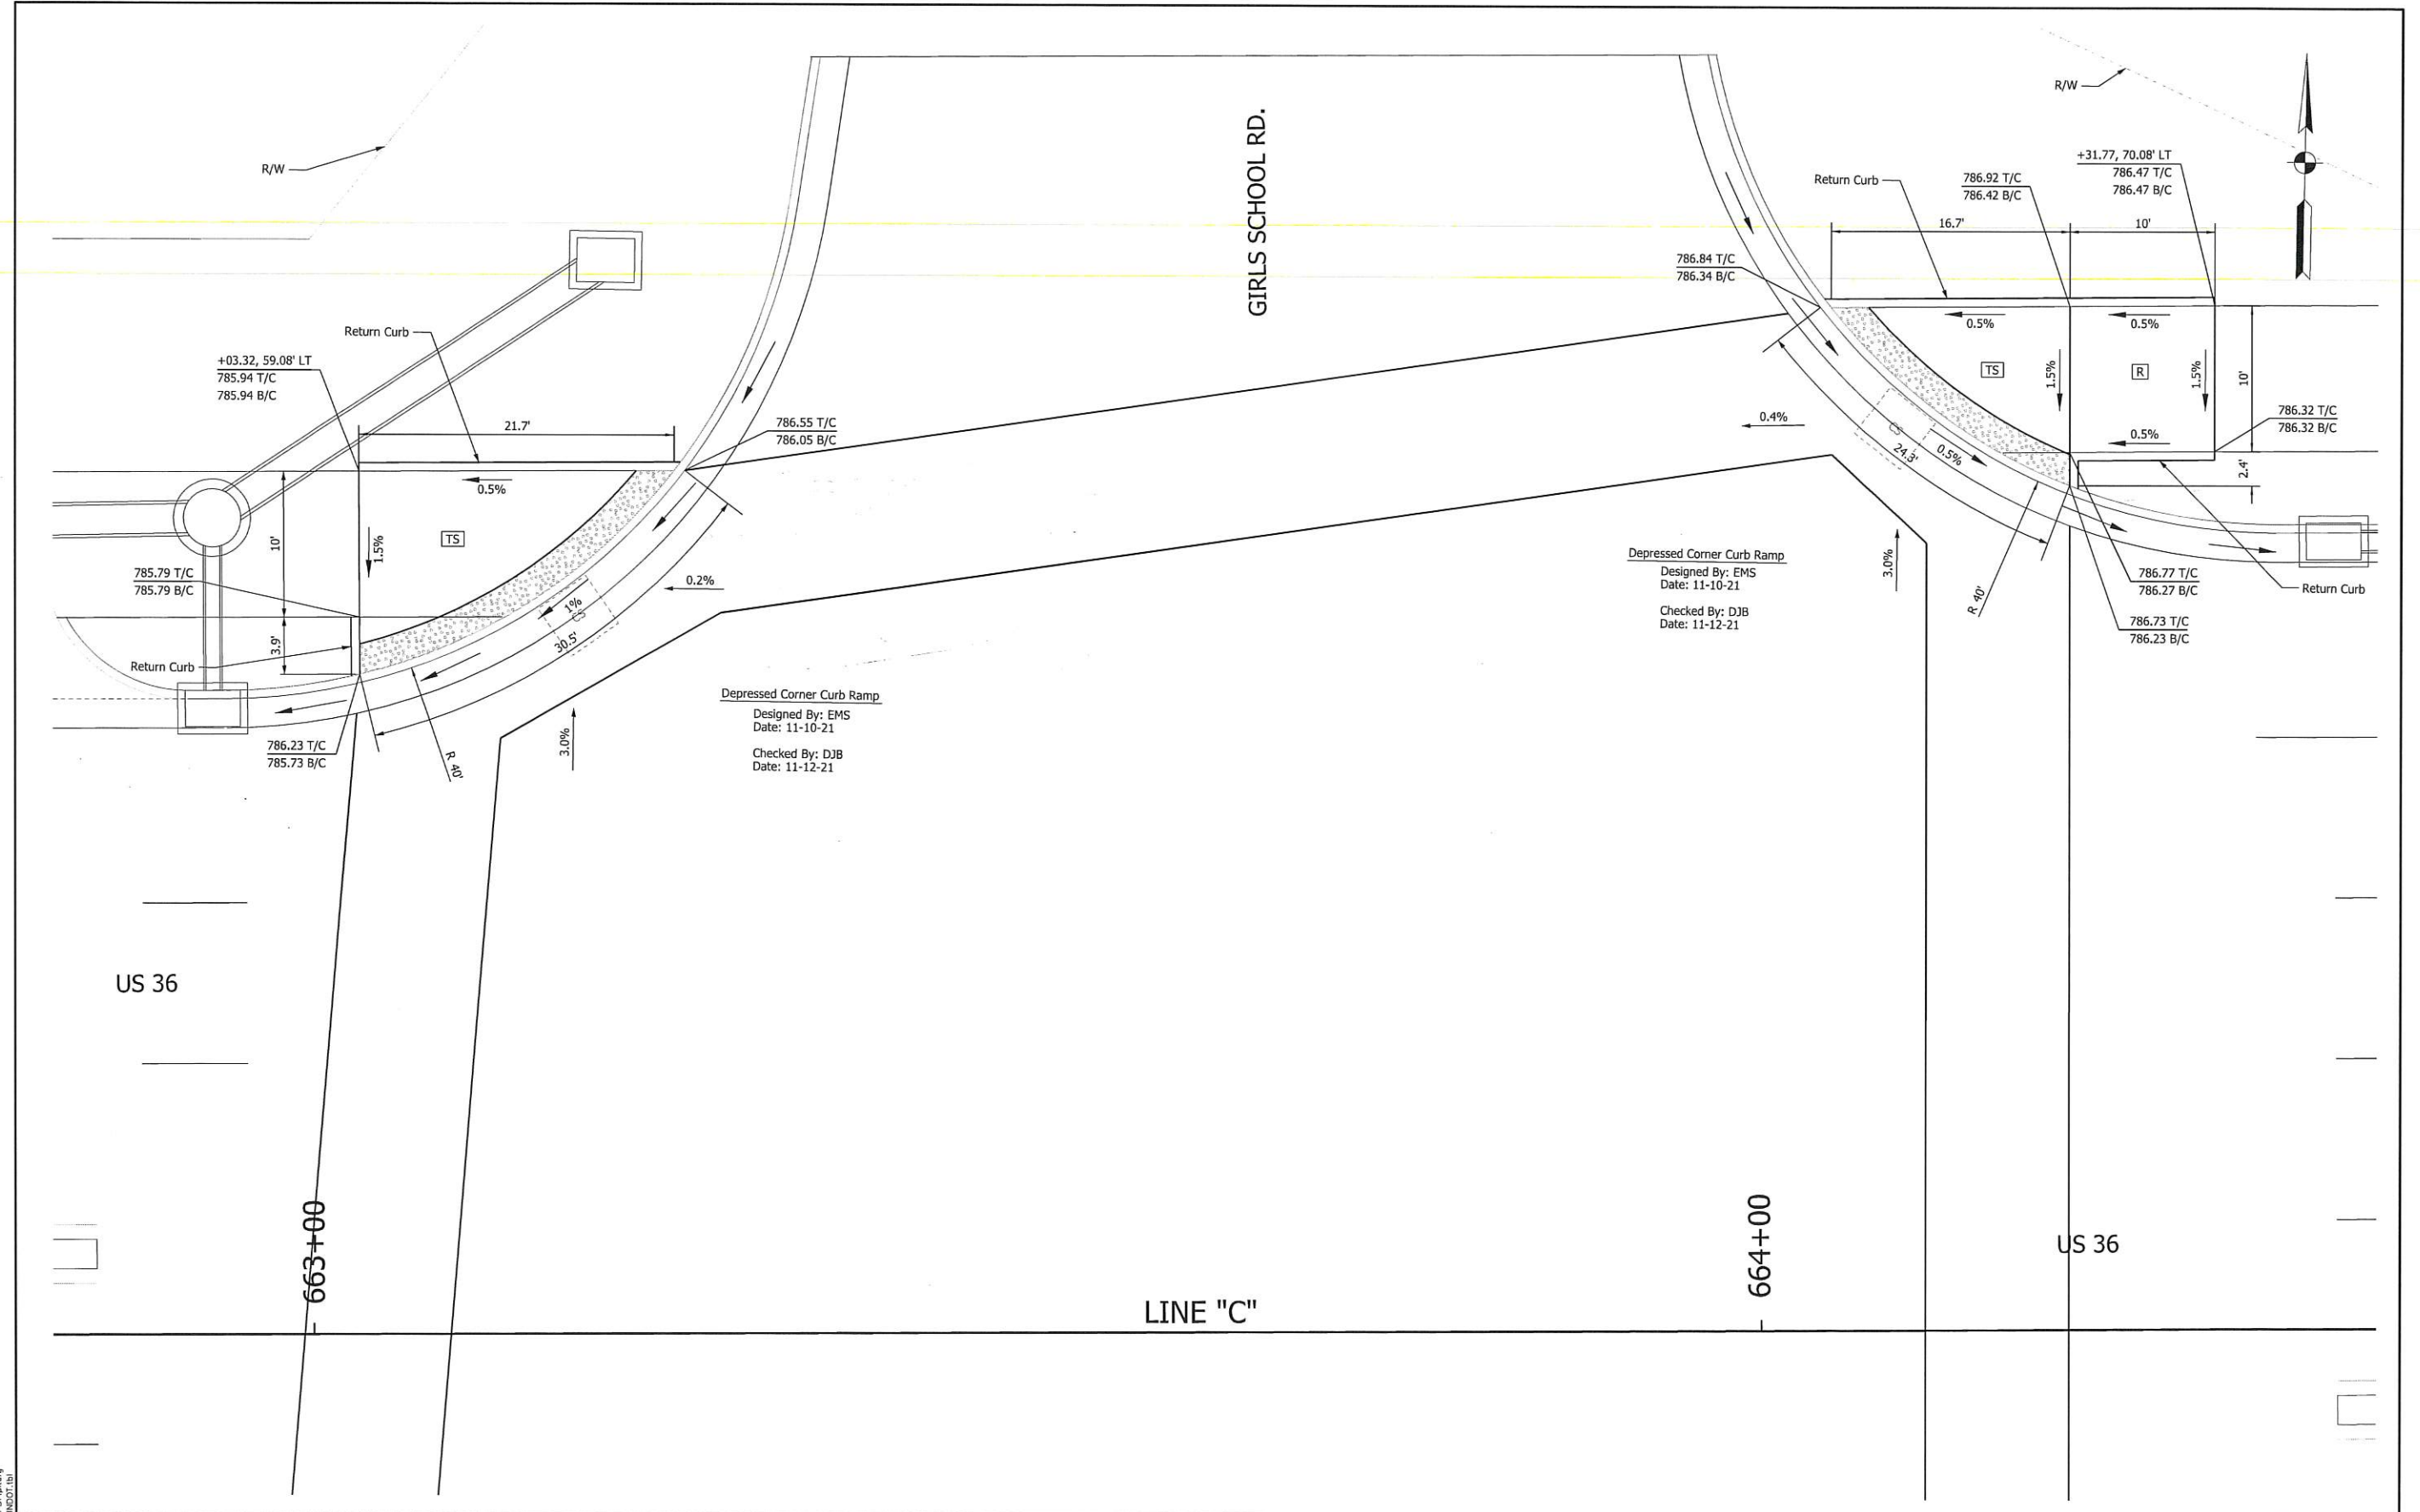 R/W
Return Curb
+03.32, 59.08' LT
785.94 T/C
785.94 B/C
21.7'
0.5%
10'
1.5%
TS
785.79 T/C
785.79 B/C
3.9'
Return Curb
786.23 T/C
785.73 B/C
R 40'
1%
CS
30.5'
786.55 T/C
786.05 B/C
0.2%
3.0%
Depressed Corner Curb Ramp
Designed By: EMS
Date: 11-10-21
Checked By: DJB
Date: 11-12-21
GIRLS SCHOOL RD.
R/W
Return Curb
786.92 T/C
786.42 B/C
+31.77, 70.08' LT
786.47 T/C
786.47 B/C
16.7'
10'
786.84 T/C
786.34 B/C
0.5%
0.5%
TS
1.5%
R
1.5%
10'
0.4%
CS
24.3'
0.5%
0.5%
786.32 T/C
786.32 B/C
2.4'
Depressed Corner Curb Ramp
Designed By: EMS
Date: 11-10-21
Checked By: DJB
Date: 11-12-21
3.0%
R 40'
786.77 T/C
786.27 B/C
Return Curb
786.73 T/C
786.23 B/C
US 36
663+00
664+00
US 36
LINE "C"